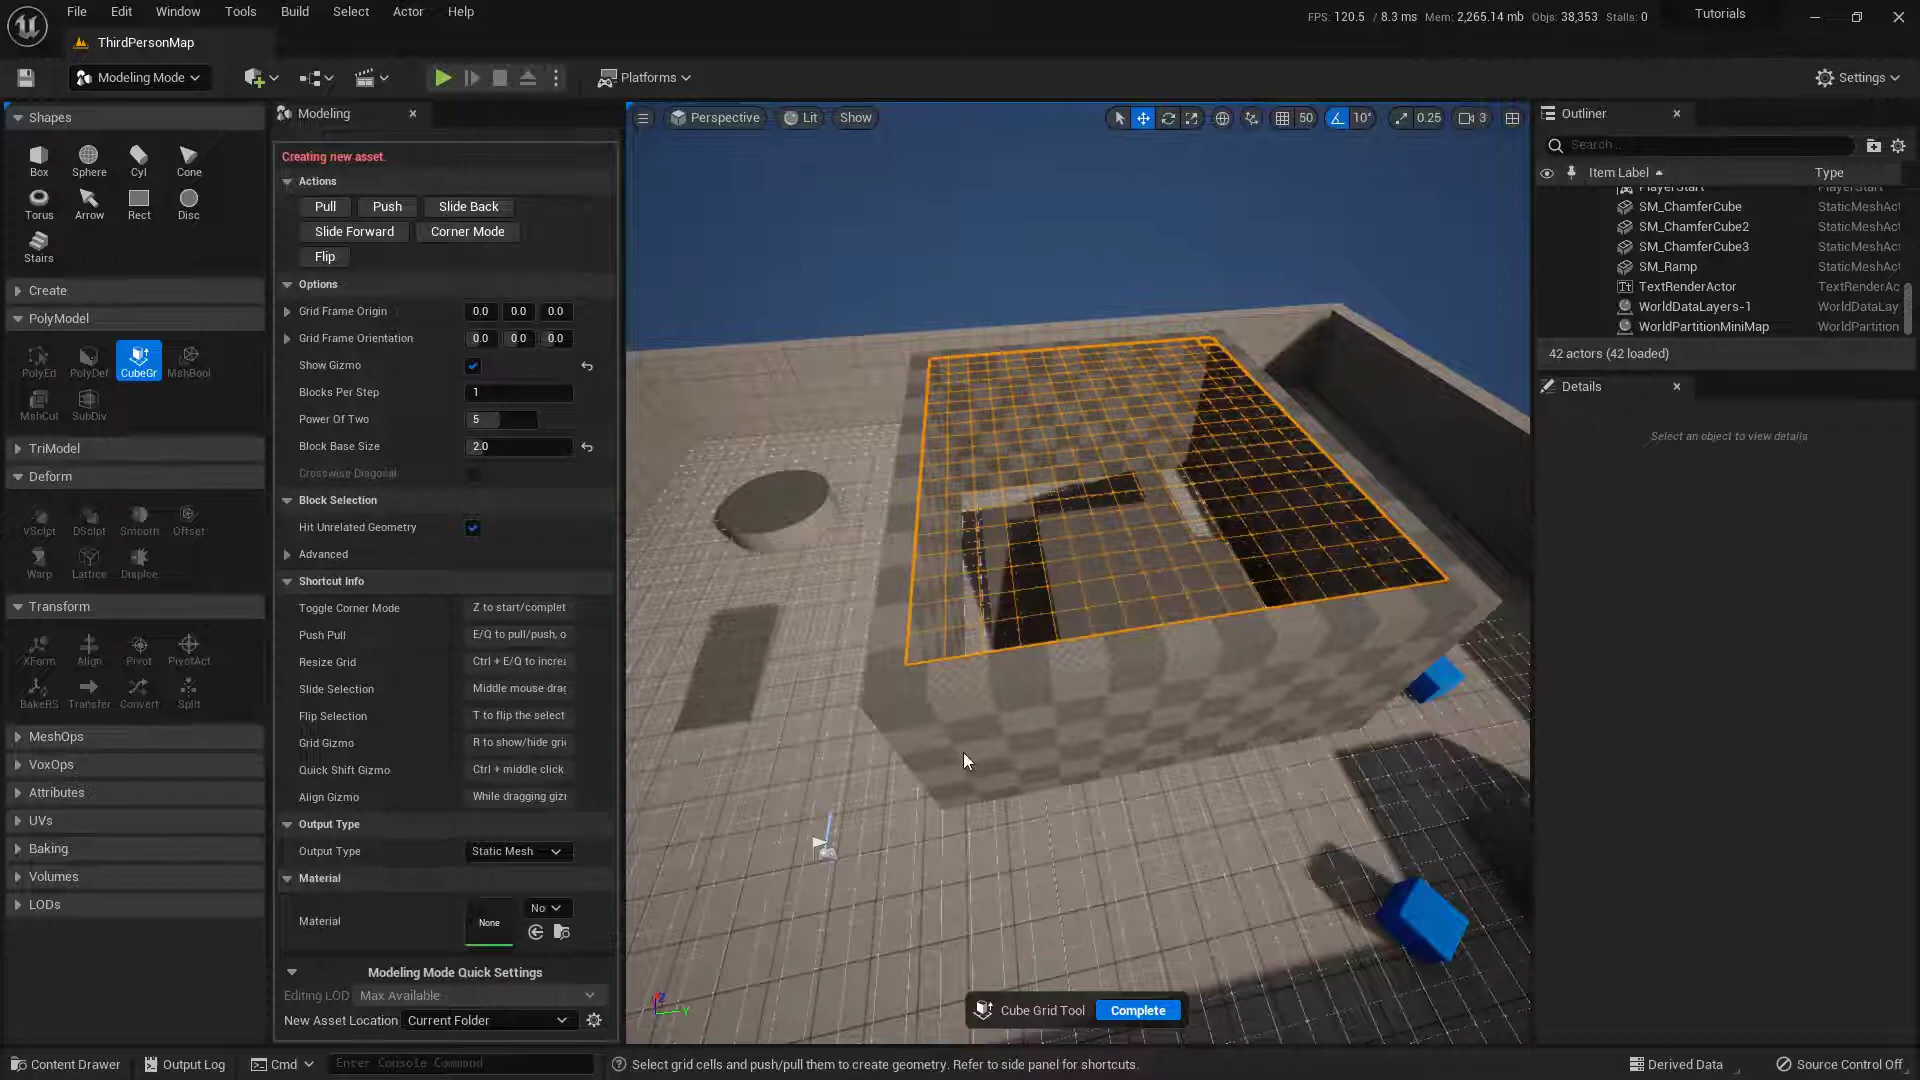 File Edit Window Tools Build Select Actor Help
FPS: 120.5 / 8.3 ms Mem: 2,265.14 mb Objs: 38,353 Stalls: 0
Tutorials
ThirdPersonMap
Modeling Mode
Platforms
Settings
Shapes
Box Sphere Cyl Cone
Torus Arrow Rect Disc
Stairs
Create
PolyModel
PolyEd PolyDef CubeGr MshBool
MshCut SubDiv
TriModel
Deform
VSclpt DSclpt Smooth Offset
Warp Lattice Displce
Transform
XForm Align Pivot PivotAct
BakeRS Transfer Convert Split
MeshOps
VoxOps
Attributes
UVs
Baking
Volumes
LODs
Modeling
Creating new asset.
Actions
Pull Push Slide Back
Slide Forward Corner Mode
Flip
Options
Grid Frame Origin 0.0 0.0 0.0
Grid Frame Orientation 0.0 0.0 0.0
Show Gizmo
Blocks Per Step 1
Power Of Two 5
Block Base Size 2.0
Crosswise Diagonal
Block Selection
Hit Unrelated Geometry
Advanced
Shortcut Info
Toggle Corner Mode Z to start/complet
Push Pull E/Q to pull/push, o
Resize Grid Ctrl + E/Q to increa
Slide Selection Middle mouse drag
Flip Selection T to flip the select
Grid Gizmo R to show/hide gri
Quick Shift Gizmo Ctrl + middle click
Align Gizmo While dragging gizr
Output Type
Output Type Static Mesh
Material
Material None No
Modeling Mode Quick Settings
Editing LOD Max Available
New Asset Location Current Folder
Perspective Lit Show
50 10° 0.25 3
Z
Y
Cube Grid Tool Complete
Outliner
Search...
Item Label Type
PlayerStart PlayerStart
SM_ChamferCube StaticMeshAct
SM_ChamferCube2 StaticMeshAct
SM_ChamferCube3 StaticMeshAct
SM_Ramp StaticMeshAct
Tt TextRenderActor TextRenderAc
WorldDataLayers-1 WorldDataLay
WorldPartitionMiniMap WorldPartition
42 actors (42 loaded)
Details
Select an object to view details
Content Drawer Output Log Cmd Enter Console Command
Select grid cells and push/pull them to create geometry. Refer to side panel for shortcuts.
Derived Data Source Control Off